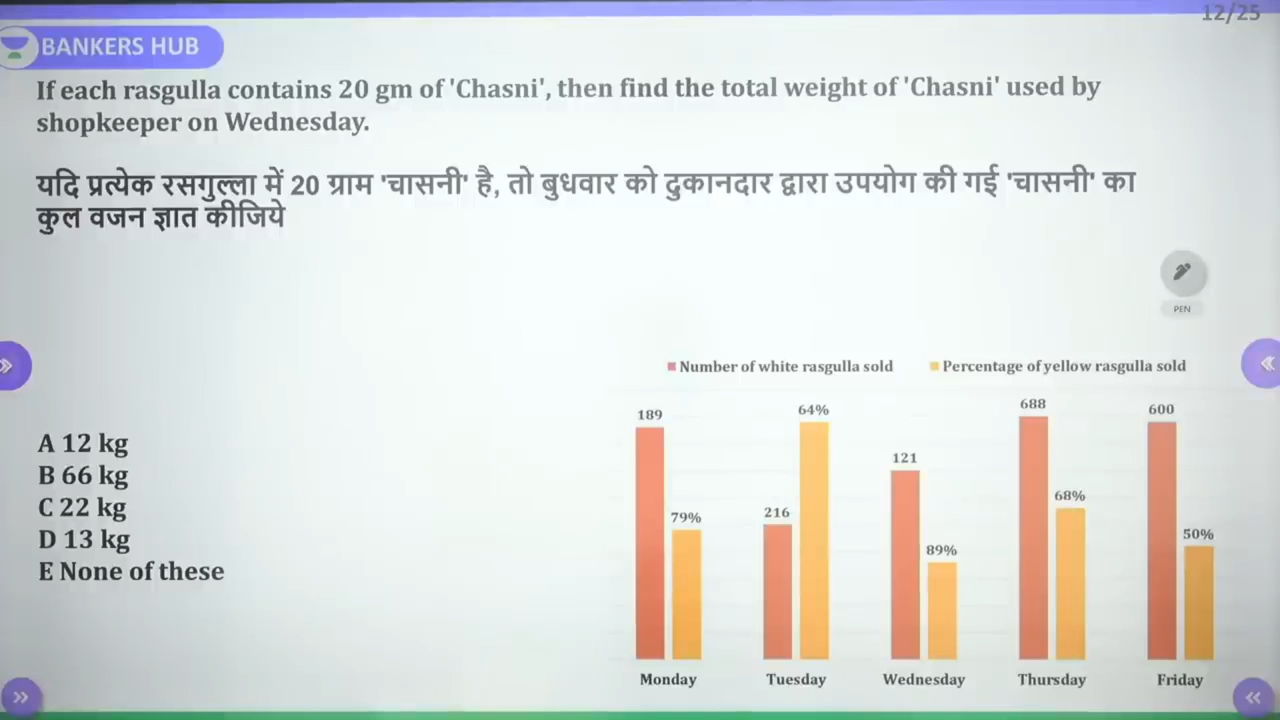 12/25
BANKERS HUB
If each rasgulla contains 20 gm of 'Chasni', then find the total weight of 'Chasni' used by
shopkeeper on Wednesday.
यदि प्रत्येक रसगुल्ला में 20 ग्राम 'चासनी' है, तो बुधवार को दुकानदार द्वारा उपयोग की गई 'चासनी' का
कुल वजन ज्ञात कीजिये
PEN
A 12 kg
B 66 kg
C 22 kg
D 13 kg
E None of these
Number of white rasgulla sold Percentage of yellow rasgulla sold
189 79% 216 64% 121 89% 688 68% 600 50%
Monday Tuesday Wednesday Thursday Friday